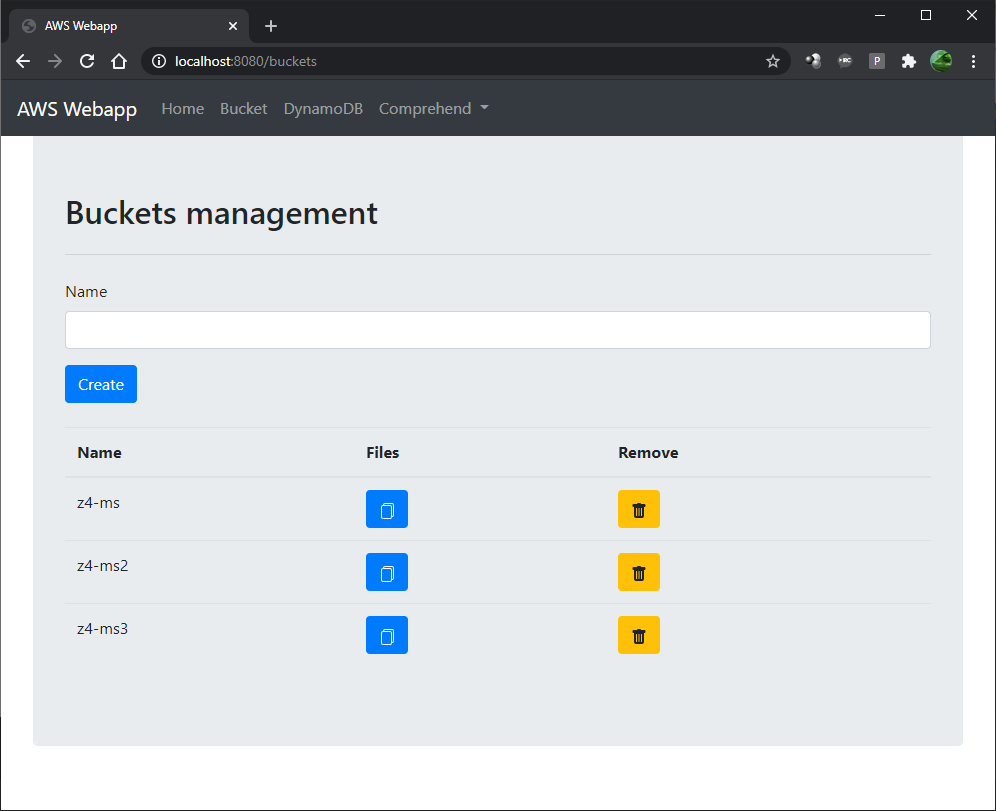 AWS Webapp
localhost:8080/buckets
RC
P
AWS Webapp Home Bucket DynamoDB Comprehend
Buckets management
Name
Create
Name Files Remove
z4-ms
z4-ms2
z4-ms3